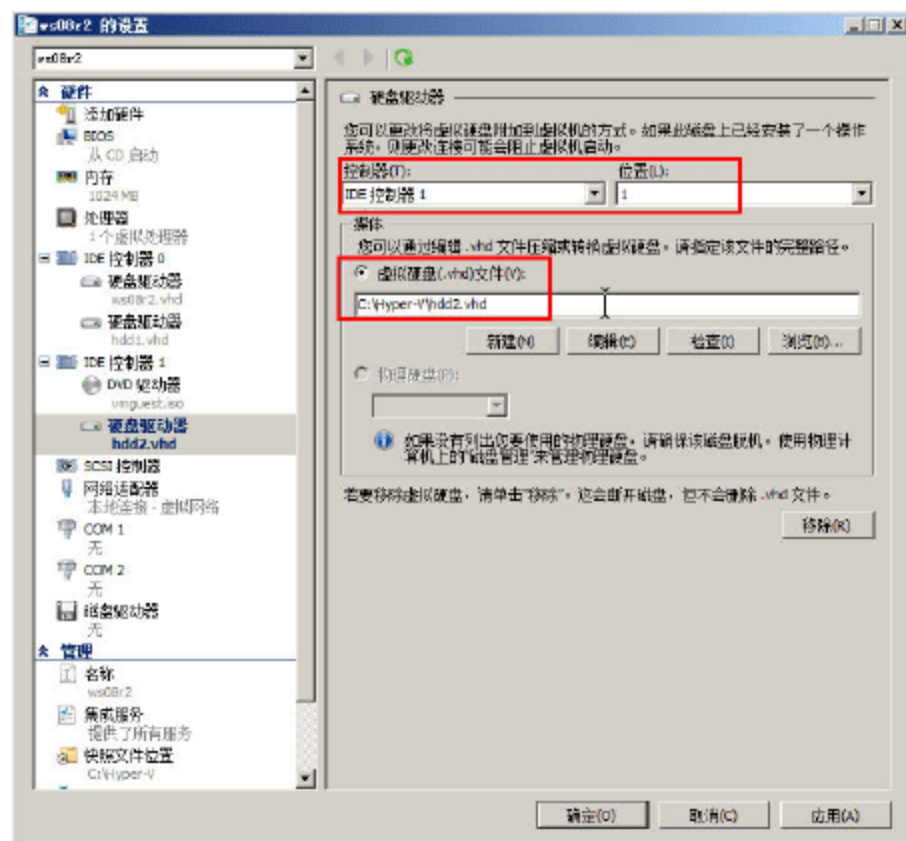 ws08r2 的设置
ws08r2
硬件
添加硬件
BIOS
从 CD 启动
内存
1024 MB
处理器
1 个虚拟处理器
IDE 控制器 0
硬盘驱动器
ws08r2.vhd
硬盘驱动器
hdd1.vhd
IDE 控制器 1
DVD 驱动器
vmguest.iso
硬盘驱动器
hdd2.vhd
SCSI 控制器
网络适配器
本地连接 - 虚拟网络
COM 1
无
COM 2
无
磁盘驱动器
无
管理
名称
ws08r2
集成服务
提供了所有服务
快照文件位置
C:\Hyper-V
硬盘驱动器
您可以更改将虚拟硬盘附加到虚拟机的方式。如果此磁盘上已经安装了一个操作
系统，则更改连接可能会阻止虚拟机启动。
控制器(T): 位置(L):
IDE 控制器 1 1
操作
您可以通过编辑 .vhd 文件压缩或转换虚拟硬盘。请指定该文件的完整路径。
虚拟硬盘(.vhd)文件(V):
C:\Hyper-V\hdd2.vhd
新建(N) 编辑(E) 检查(I) 浏览(B)...
物理硬盘(P):
如果没有列出您要使用的物理硬盘，请确保该磁盘脱机。使用物理计
算机上的“磁盘管理”来管理物理硬盘。
若要移除虚拟硬盘，请单击“移除”。这会断开磁盘，但不会删除 .vhd 文件。
移除(R)
确定(O) 取消(C) 应用(A)